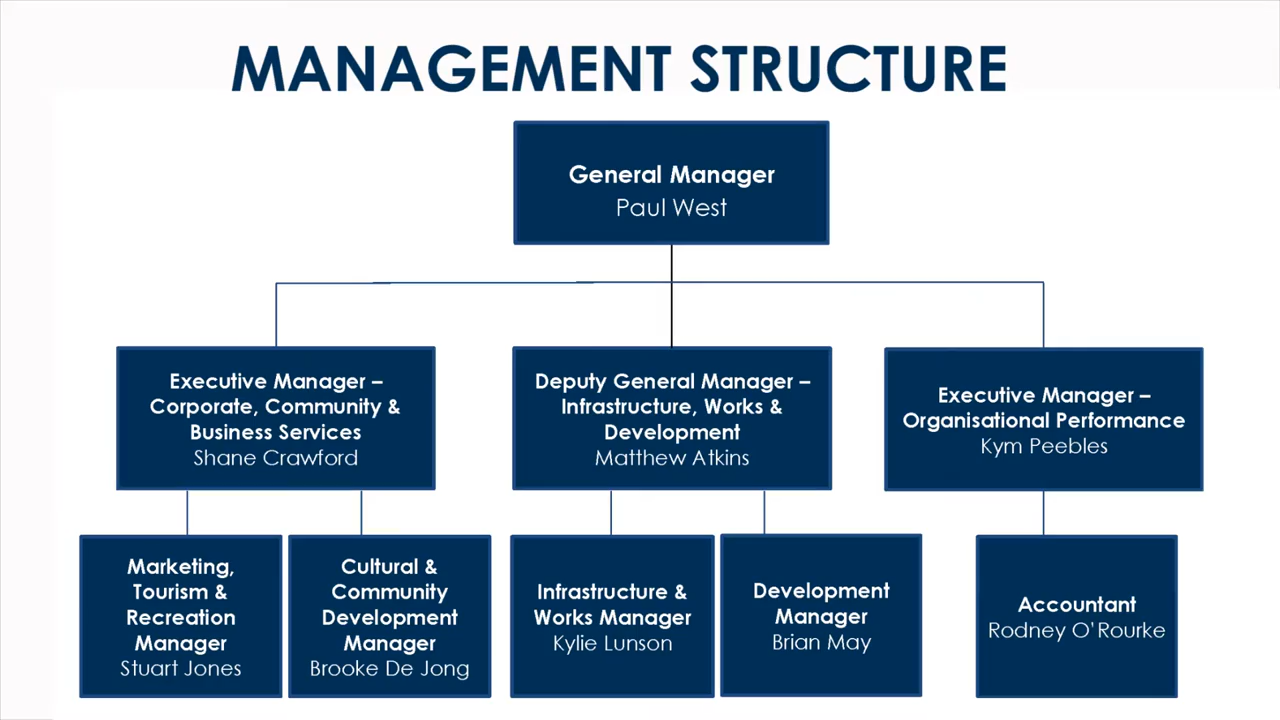 MANAGEMENT STRUCTURE
General Manager
Paul West
Executive Manager –
Corporate, Community &
Business Services
Shane Crawford
Deputy General Manager –
Infrastructure, Works &
Development
Matthew Atkins
Executive Manager –
Organisational Performance
Kym Peebles
Marketing,
Tourism &
Recreation
Manager
Stuart Jones
Cultural &
Community
Development
Manager
Brooke De Jong
Infrastructure &
Works Manager
Kylie Lunson
Development
Manager
Brian May
Accountant
Rodney O'Rourke